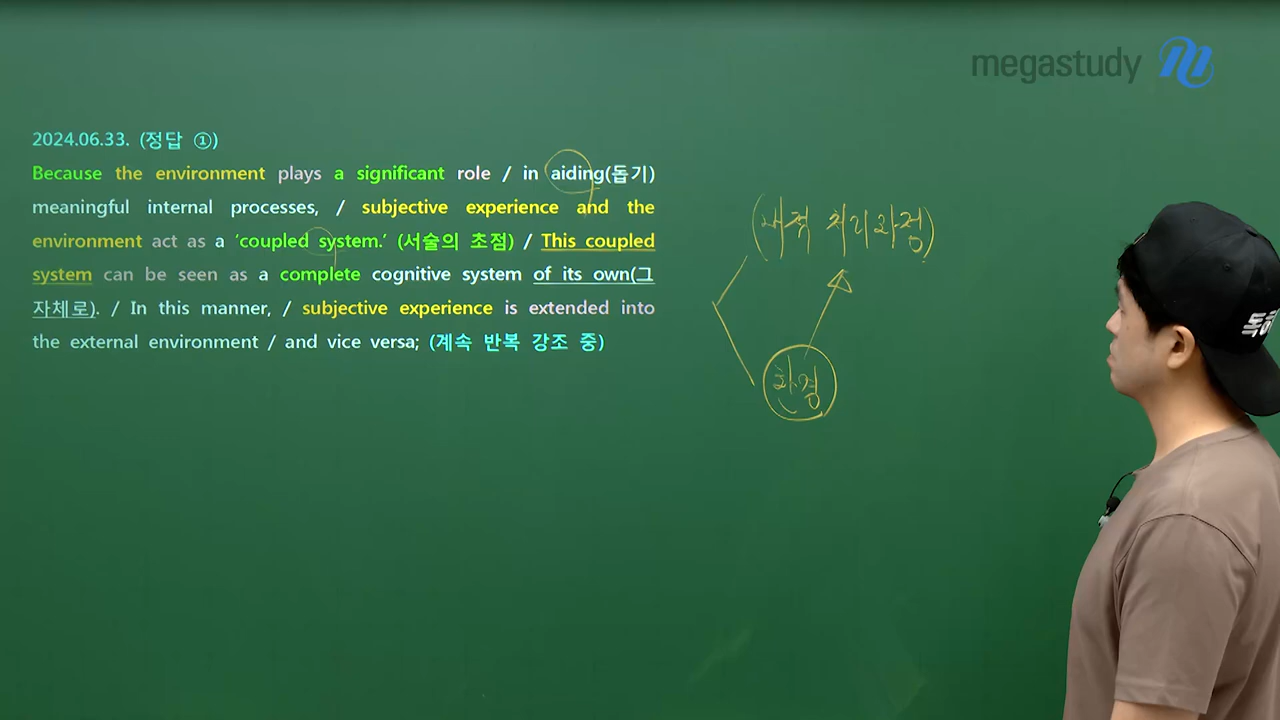 megastudy
2024.06.33. (정답 ①)
Because the environment plays a significant role / in aiding(돕기)
meaningful internal processes, / subjective experience and the
environment act as a ‘coupled system.’ (서술의 초점) / This coupled
system can be seen as a complete cognitive system of its own(그
자체로). / In this manner, / subjective experience is extended into
the external environment / and vice versa; (계속 반복 강조 중)
(내적 처리과정)
환경